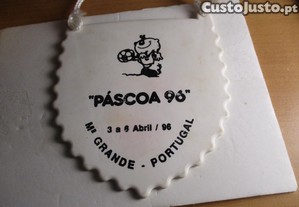 CustoJusto.pt
"PÁSCOA 96"
3 a 6 Abril / 96
Mª GRANDE - PORTUGAL